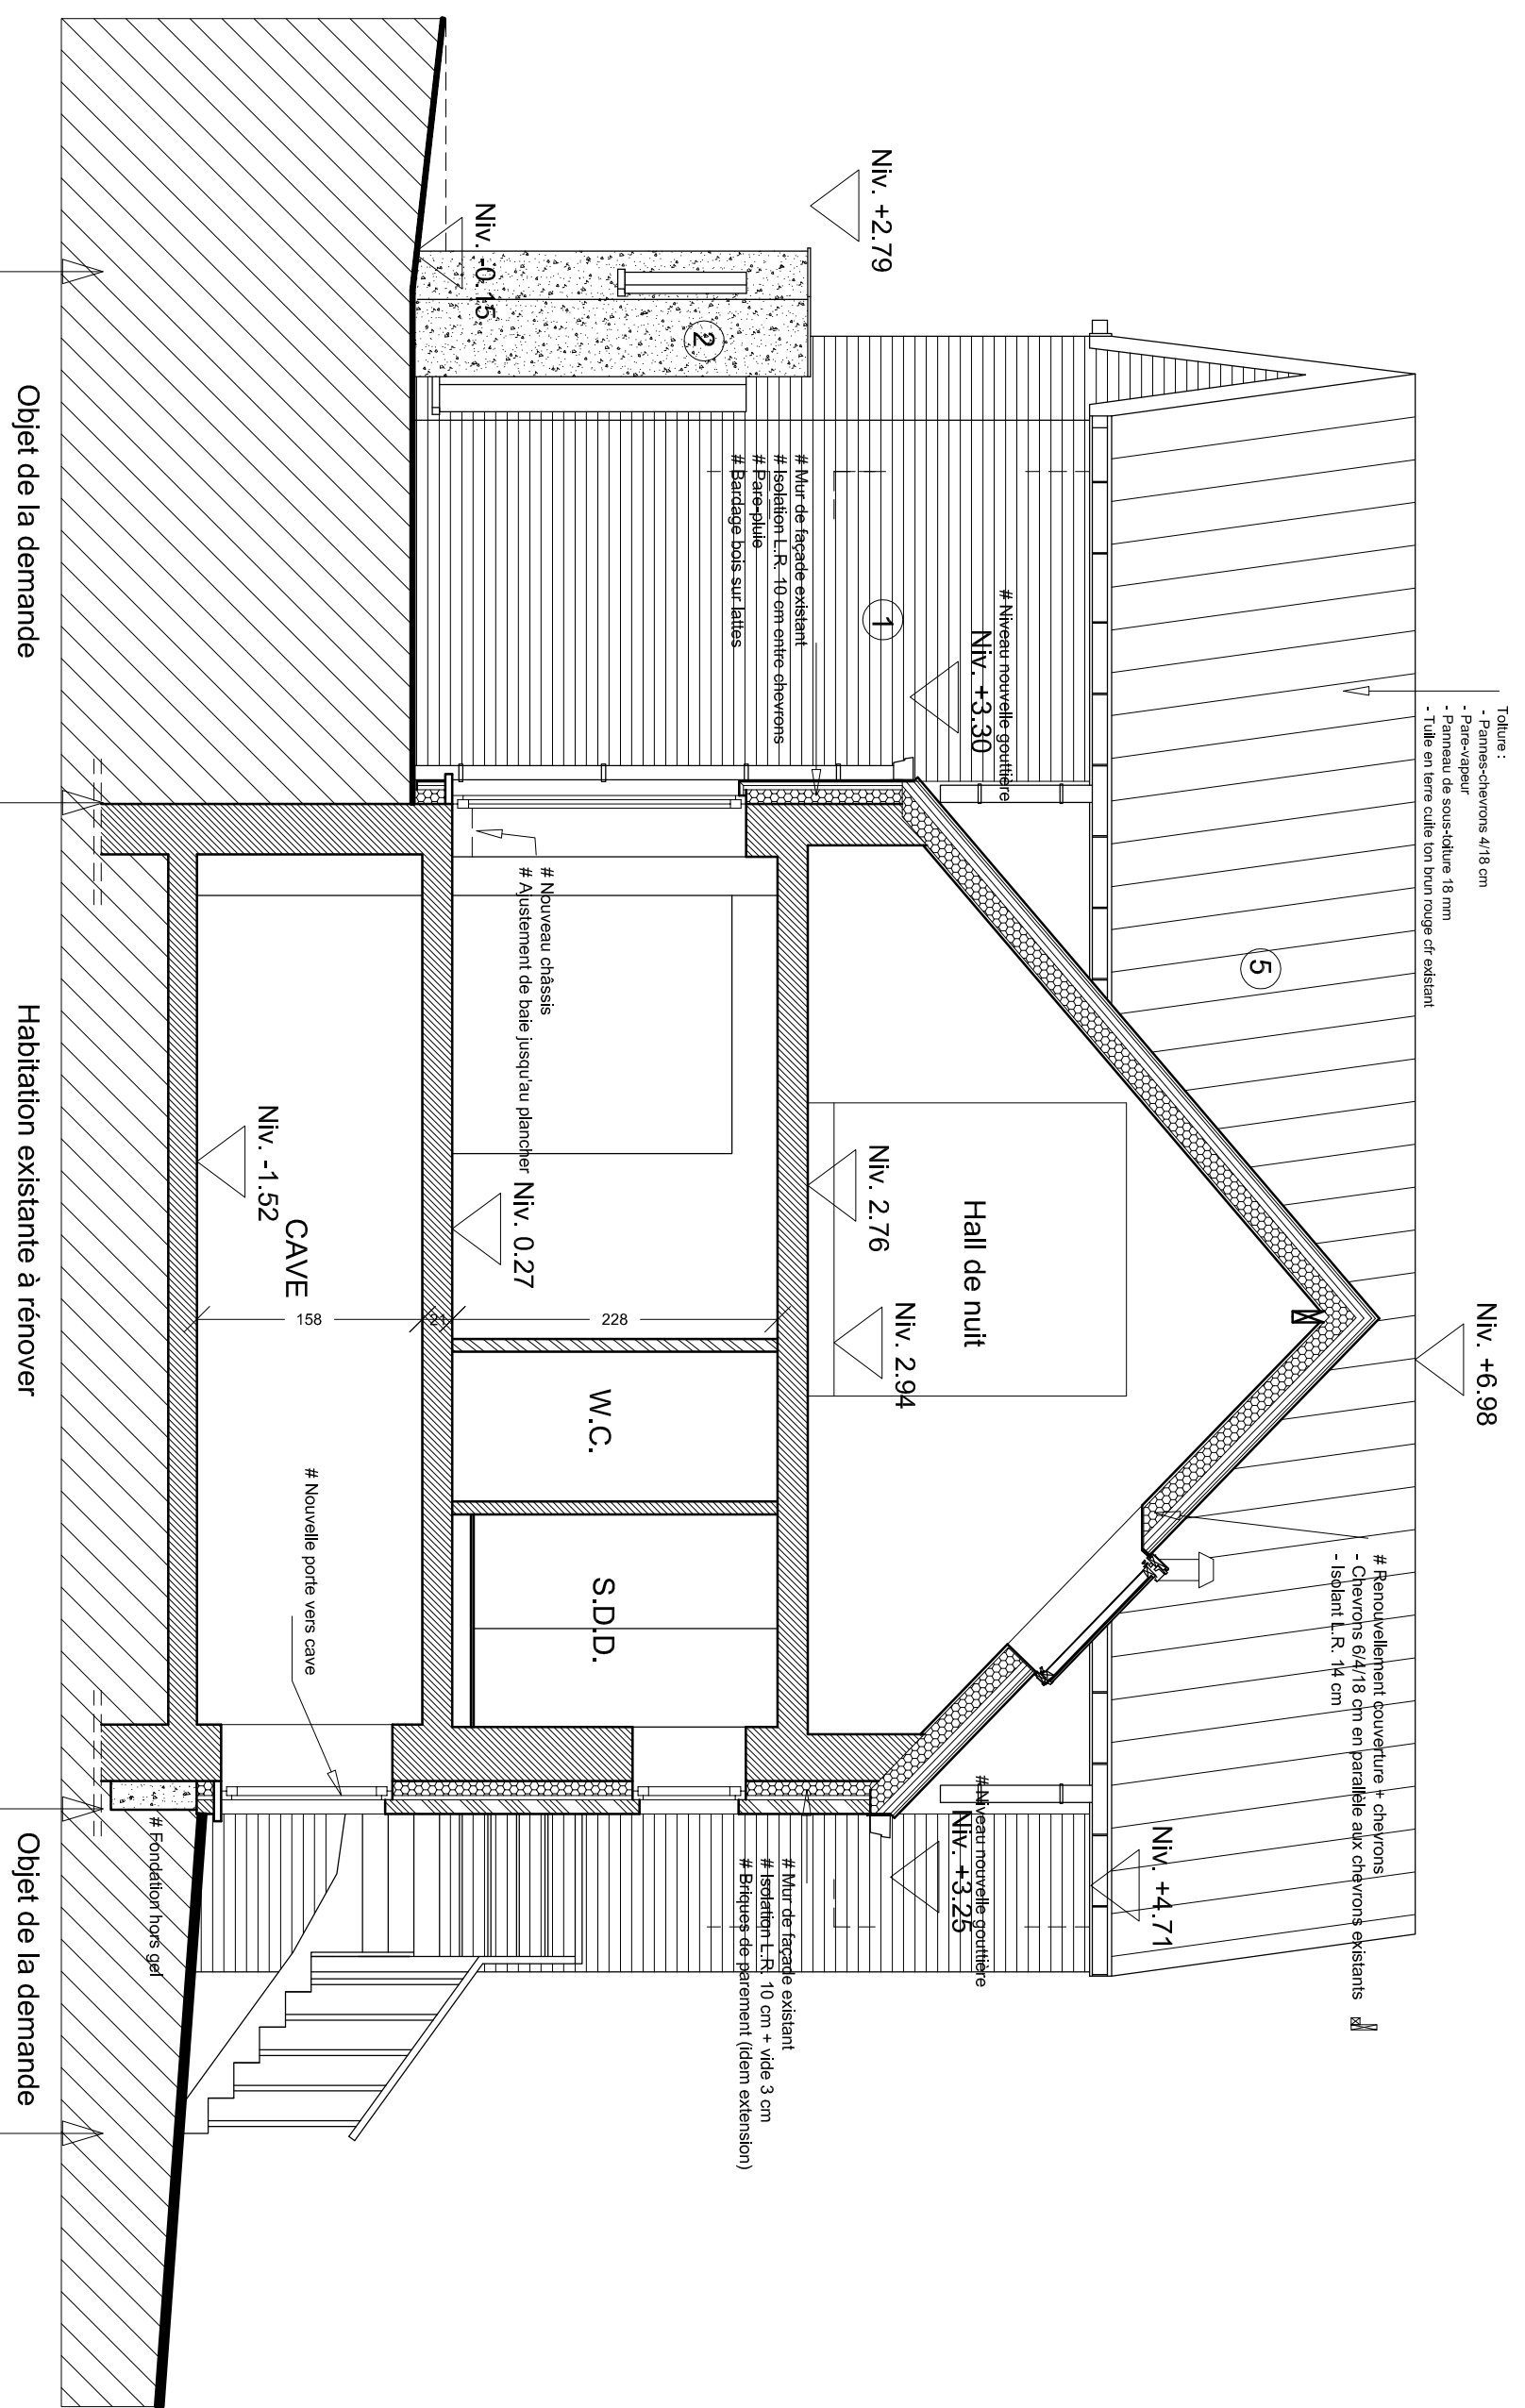 Niv. +6.98
Toiture :
- Pannes-chevrons 4/18 cm
- Pare-vapeur
- Panneau de sous-toiture 18 mm
- Tuile en terre cuite ton brun rouge cfr existant
# Renouvellement couverture + chevrons
- Chevrons 6/4/18 cm en parallèle aux chevrons existants
- Isolant L.R. 14 cm
5
Niv. +4.71
# Niveau nouvelle gouttière
Niv. +3.30
# Niveau nouvelle gouttière
Niv. +3.25
Hall de nuit
Niv. 2.94
Niv. +2.79
Niv. 2.76
1
# Mur de façade existant
# Isolation L.R. 10 cm entre chevrons
# Pare-pluie
# Bardage bois sur lattes
# Mur de façade existant
# Isolation L.R. 10 cm + vide 3 cm
# Briques de parement (idem extension)
2
228
W.C.
S.D.D.
# Nouveau châssis
# Ajustement de baie jusqu'au plancher
Niv. 0.27
Niv. -0.15
21
158
# Nouvelle porte vers cave
CAVE
Niv. -1.52
# Fondation hors gel
Objet de la demande
Habitation existante à rénover
Objet de la demande